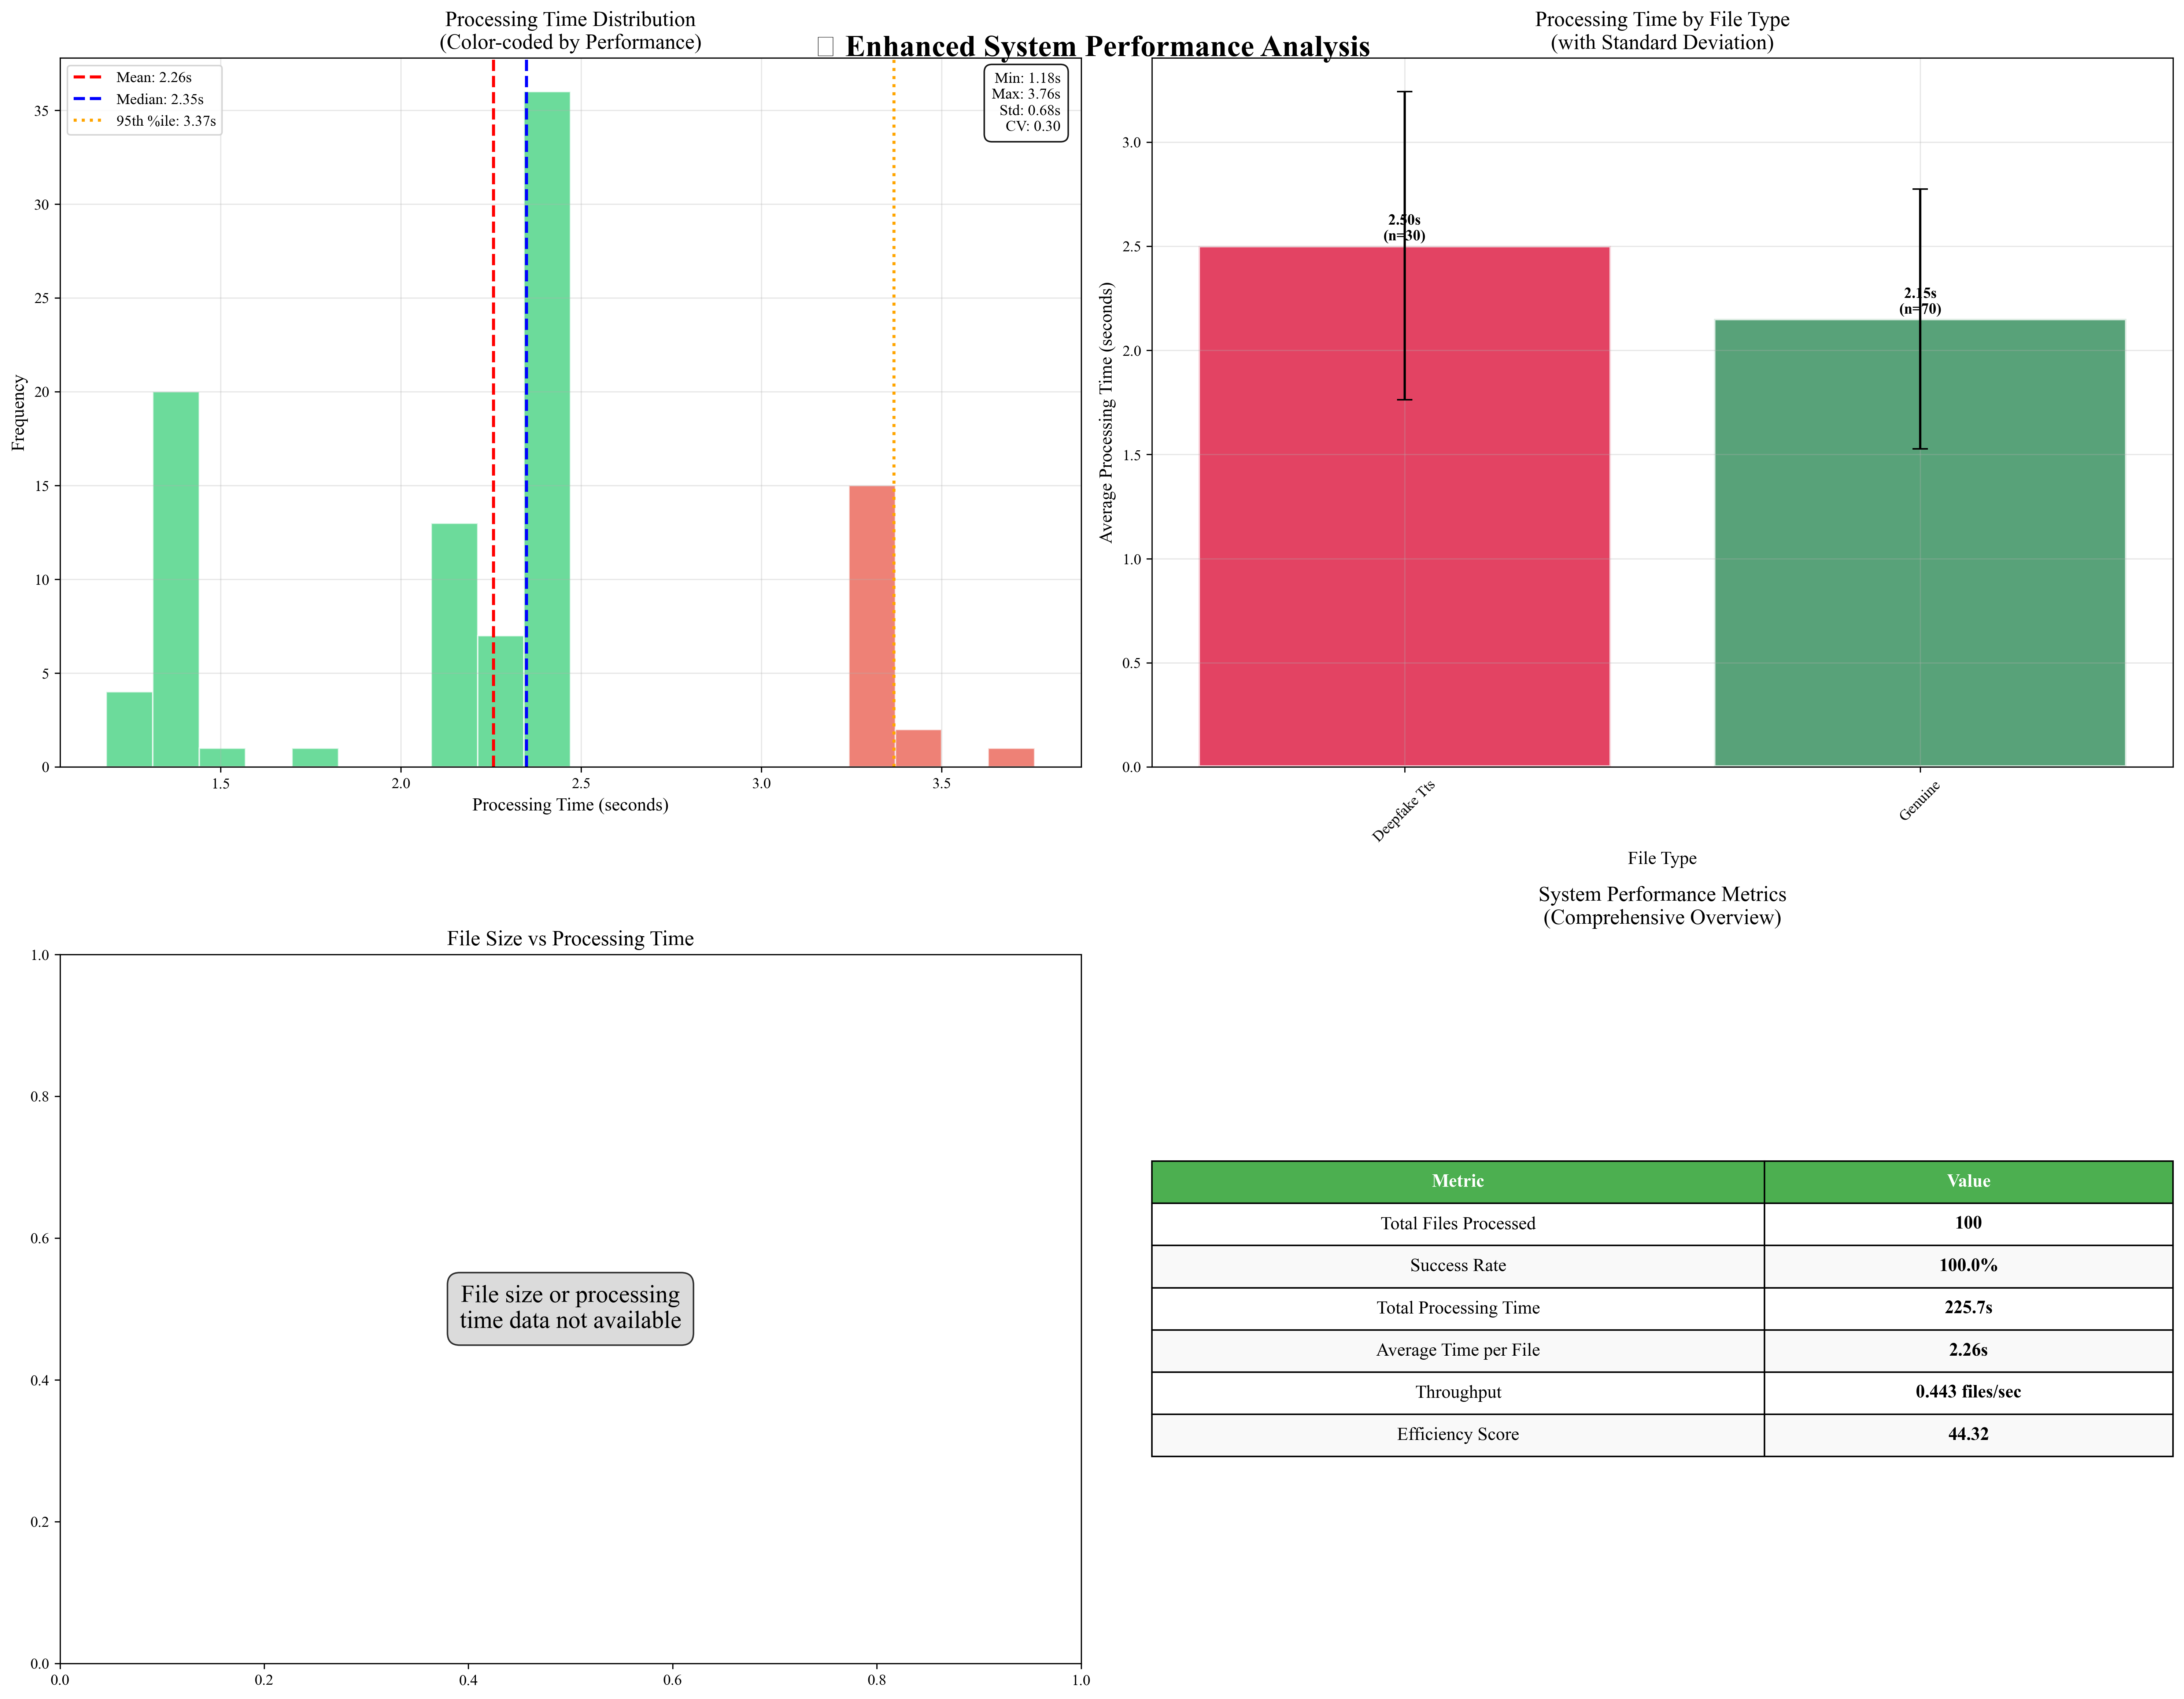 Enhanced System Performance Analysis
Processing Time Distribution
(Color-coded by Performance)
Mean: 2.26s
Median: 2.35s
95th %ile: 3.37s
Min: 1.18s
Max: 3.76s
Std: 0.68s
CV: 0.30
Frequency
35
30
25
20
15
10
5
0
1.5
2.0
2.5
3.0
3.5
Processing Time (seconds)
Processing Time by File Type
(with Standard Deviation)
Average Processing Time (seconds)
3.0
2.5
2.0
1.5
1.0
0.5
0.0
2.50s
(n=30)
2.15s
(n=70)
Deepfake Tts
Genuine
File Type
File Size vs Processing Time
1.0
0.8
0.6
0.4
0.2
0.0
File size or processing
time data not available
0.0
0.2
0.4
0.6
0.8
1.0
System Performance Metrics
(Comprehensive Overview)
Metric Value
Total Files Processed 100
Success Rate 100.0%
Total Processing Time 225.7s
Average Time per File 2.26s
Throughput 0.443 files/sec
Efficiency Score 44.32